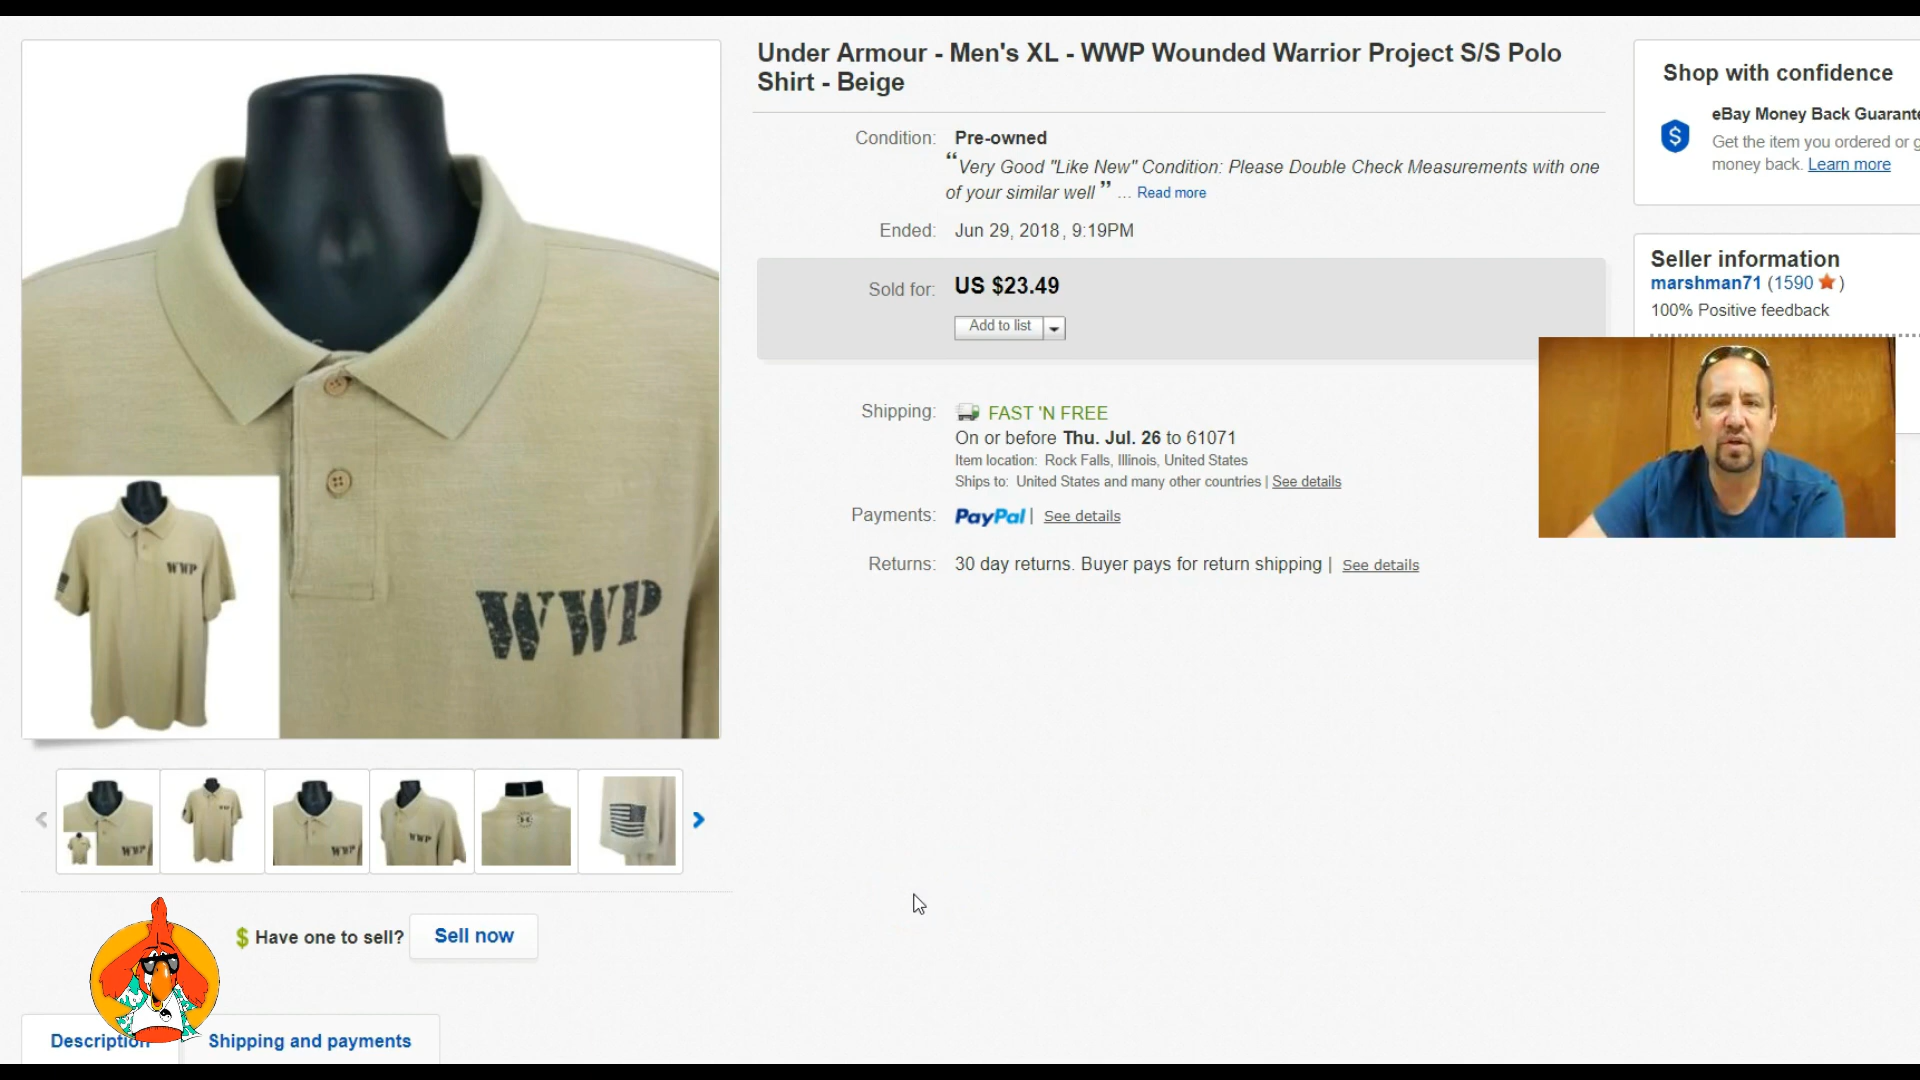 Under Armour - Men's XL - WWP Wounded Warrior Project S/S Polo
Shirt - Beige
Condition: Pre-owned
“Very Good "Like New" Condition: Please Double Check Measurements with one
of your similar well ” ... Read more
Ended: Jun 29, 2018 , 9:19PM
Sold for: US $23.49
Add to list
Shipping: FAST 'N FREE
On or before Thu. Jul. 26 to 61071
Item location: Rock Falls, Illinois, United States
Ships to: United States and many other countries | See details
Payments: PayPal | See details
Returns: 30 day returns. Buyer pays for return shipping | See details
Shop with confidence
$
eBay Money Back Guarante
Get the item you ordered or g
money back. Learn more
Seller information
marshman71 (1590 )
100% Positive feedback
WWP
WWP
WWP
WWP
WWP
WWP
$ Have one to sell? Sell now
Description
Shipping and payments